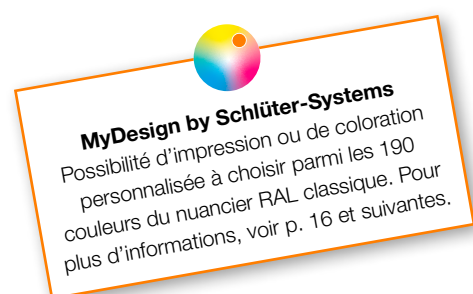 MyDesign by Schlüter-Systems
Possibilité d'impression ou de coloration
personnalisée à choisir parmi les 190
couleurs du nuancier RAL classique. Pour
plus d'informations, voir p. 16 et suivantes.